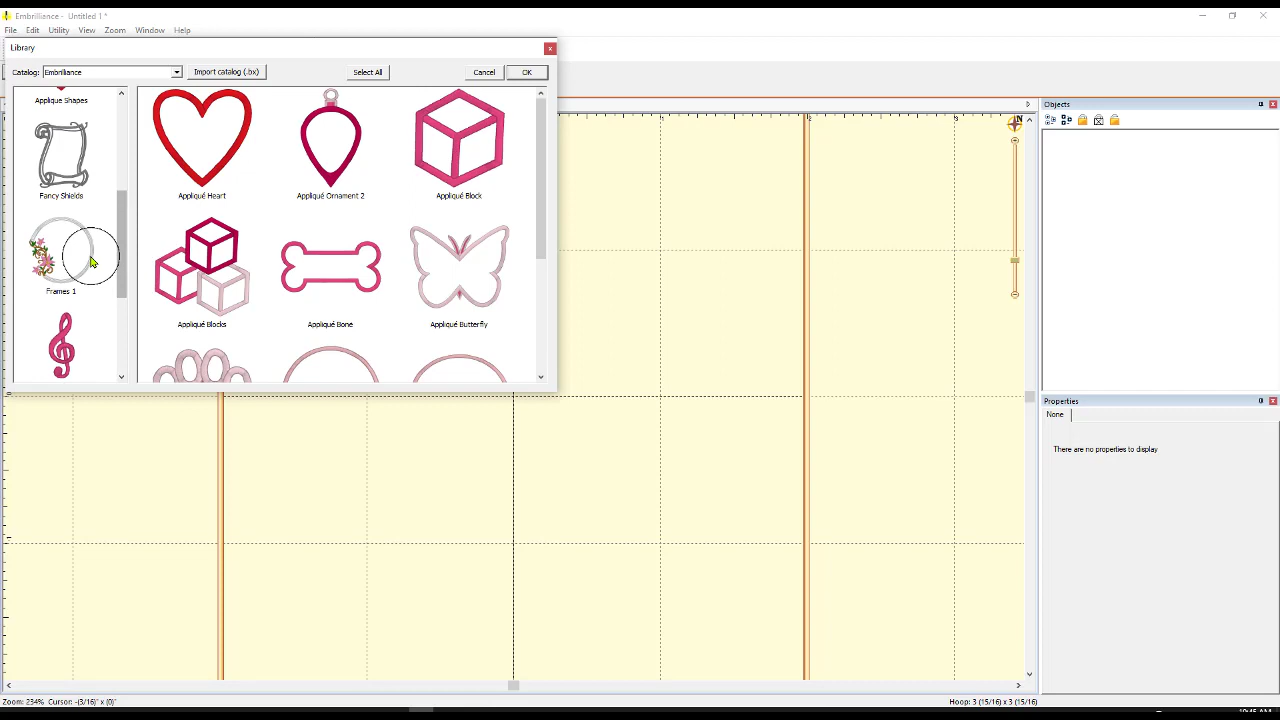 Embrilliance - Untitled 1 *
File Edit Utility View Zoom Window Help
Library
Catalog: Embrilliance Import catalog (.bx) Select All Cancel OK
Applique Shapes
Fancy Shields
Frames 1
Appliqué Heart
Appliqué Ornament 2
Appliqué Block
Appliqué Blocks
Appliqué Bone
Appliqué Butterfly
1 2 3
N
Objects
Properties
None
There are no properties to display
Zoom: 234% Cursor: -(3/16)" x (0)"
Hoop: 3 (15/16) x 3 (15/16)